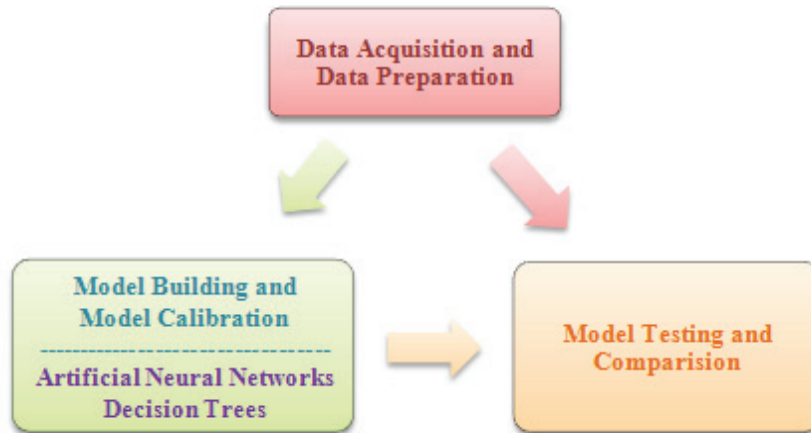 Data Acquisition and
Data Preparation
Model Building and
Model Calibration
--------------------------------
Artificial Neural Networks
Decision Trees
Model Testing and
Comparision